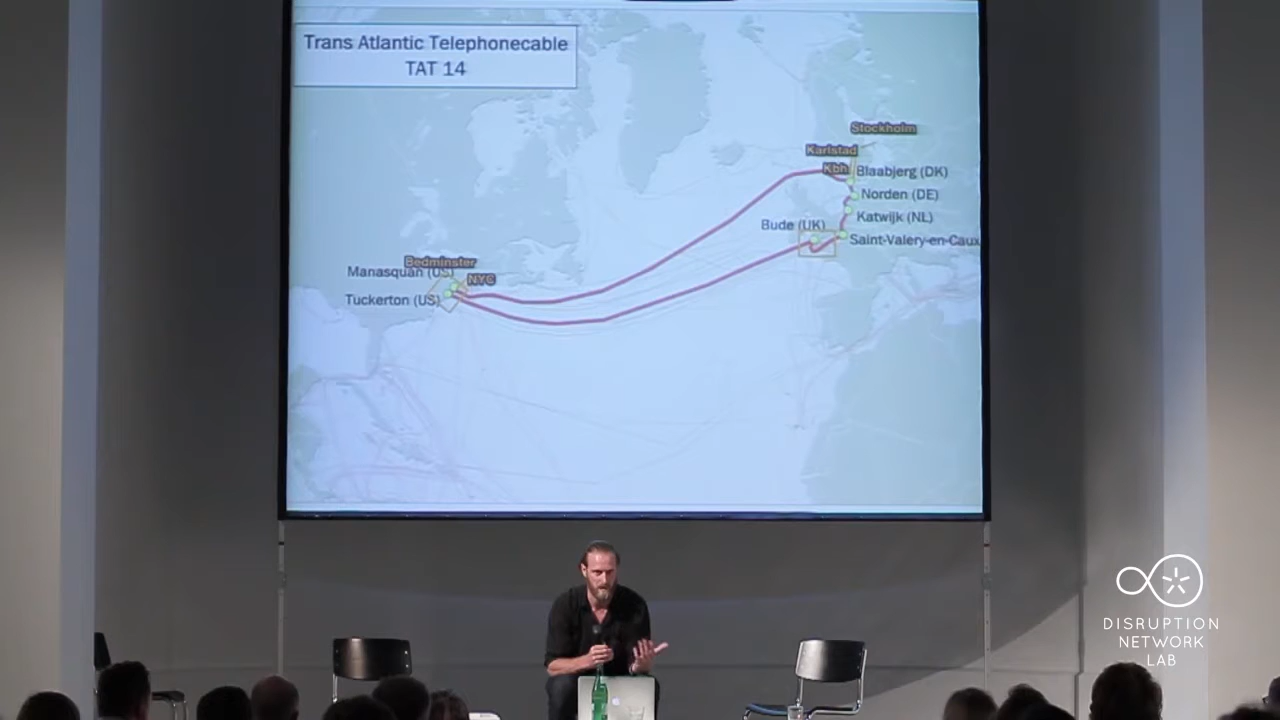 Trans Atlantic Telephonecable
TAT 14
Stockholm
Karlstad
Kbh
Blaabjerg (DK)
Norden (DE)
Katwijk (NL)
Bude (UK)
Saint-Valery-en-Caux
Bedminster
Manasquan (US)
NYC
Tuckerton (US)
DISRUPTION
NETWORK
LAB